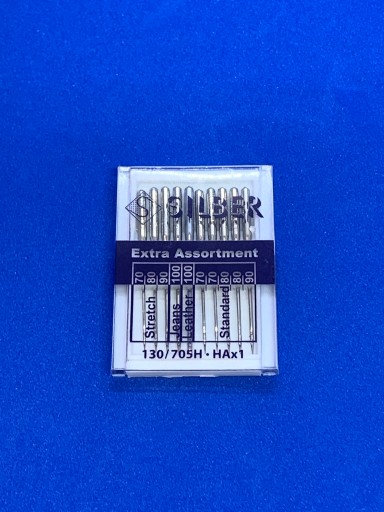 SILBER
Extra Assortment
70 80 90 100 100 70 70 80 80 90
Stretch Jeans Leather Standard
130/705H · HAx1